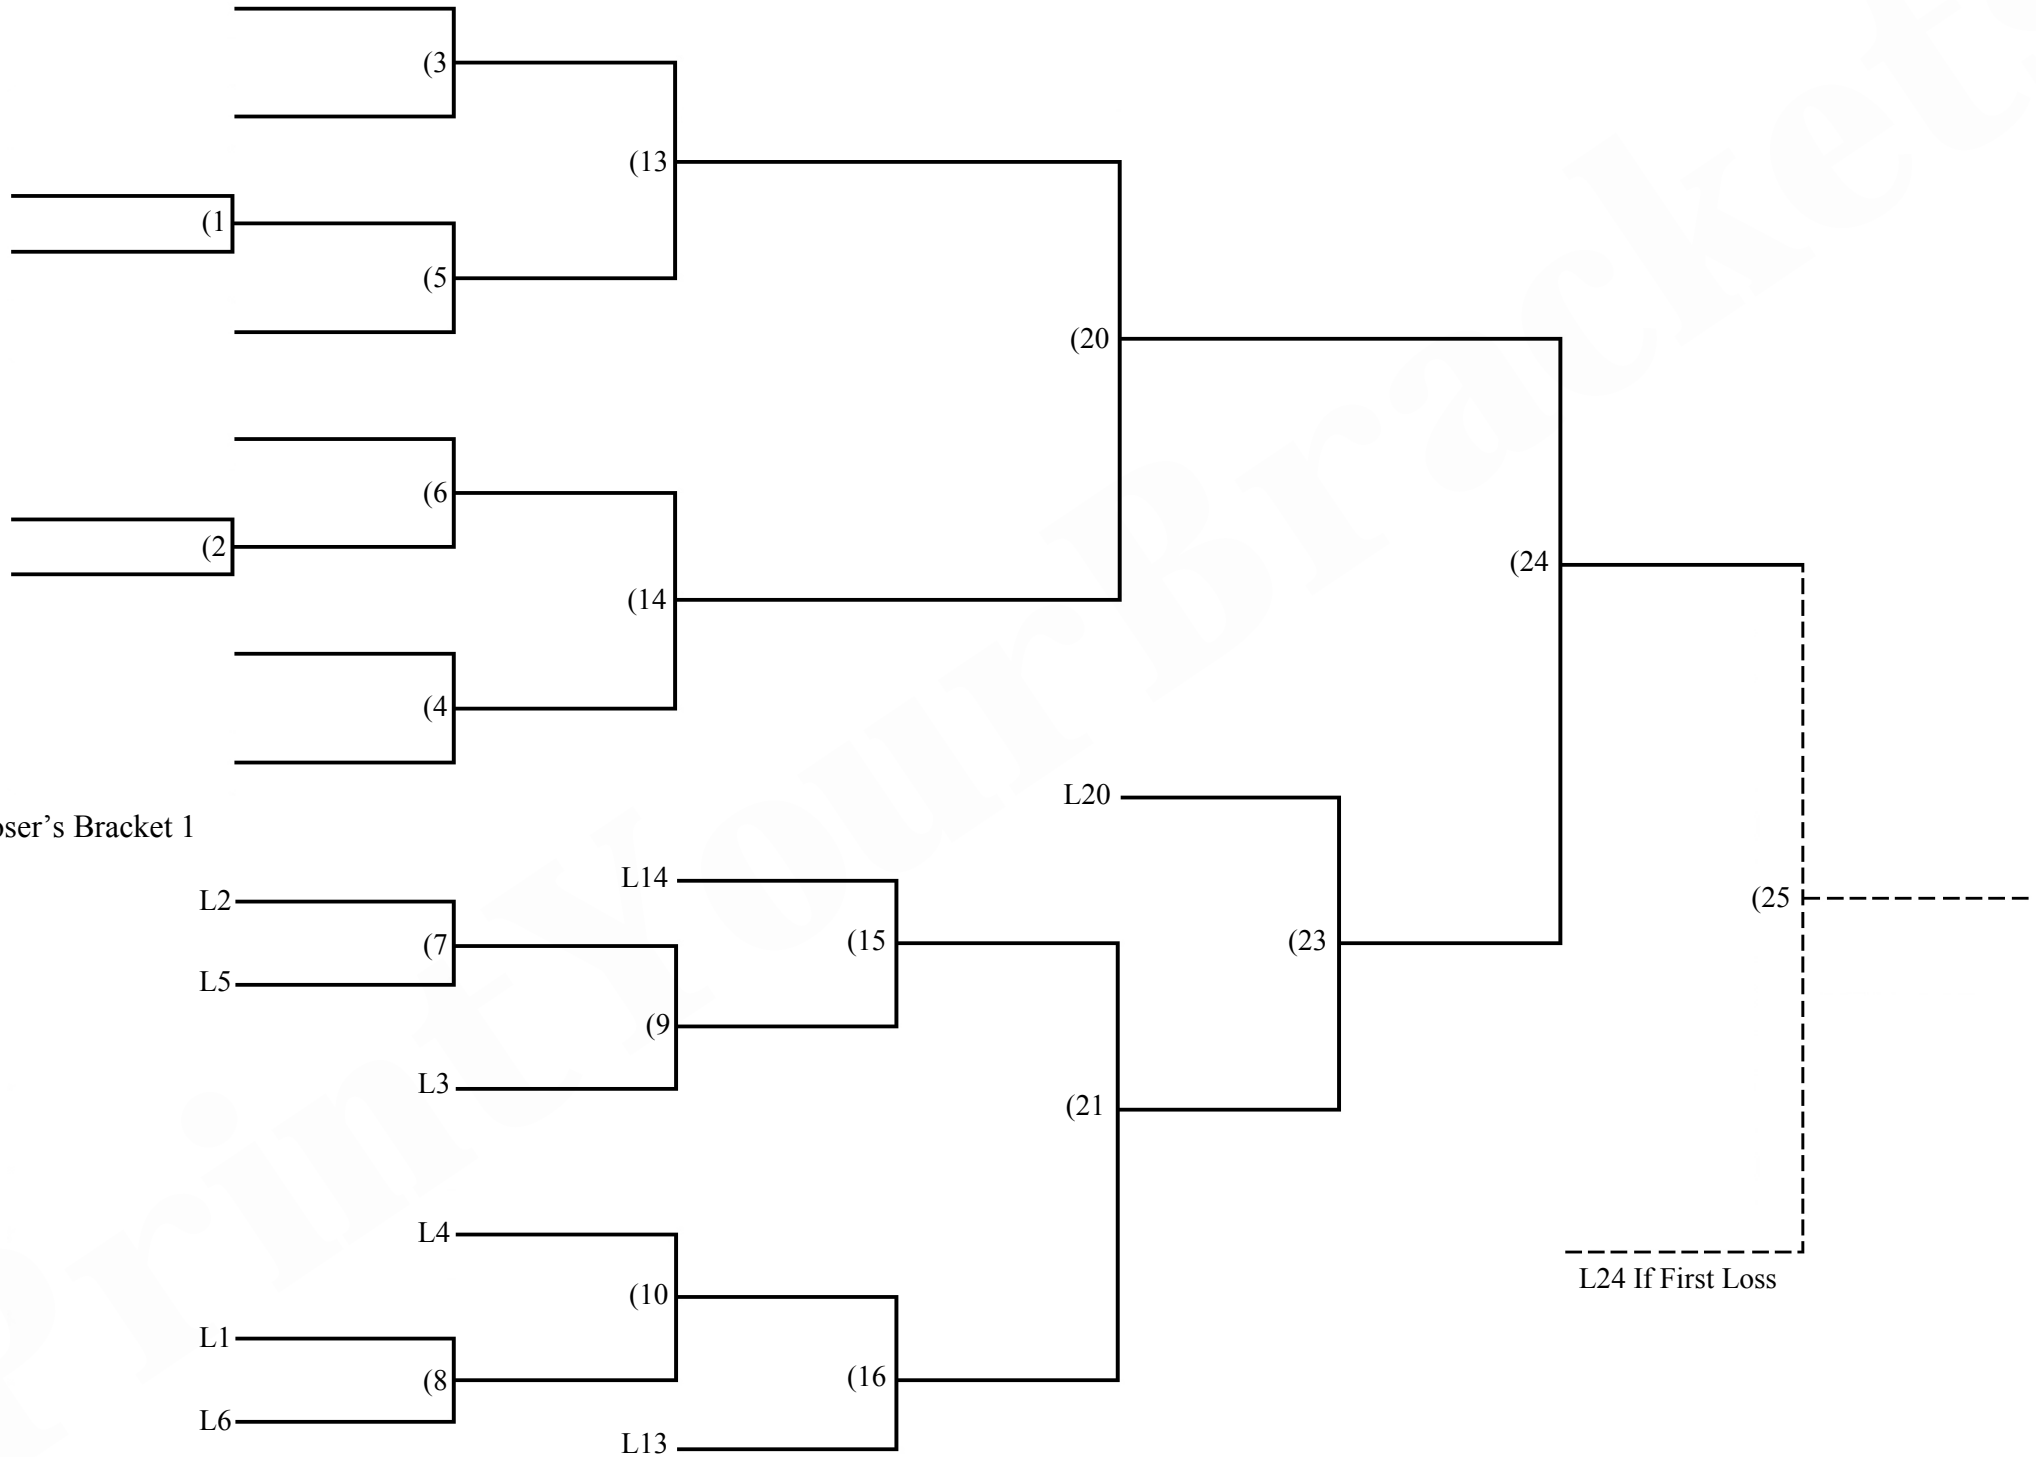 (3
(13
(1
(5
(20
(6
(2
(24
(14
(4
L20
oser’s Bracket 1
L14
L2
(25
(15
(23
(7
L5
(9
L3
(21
L4
L24 If First Loss
(10
L1
(16
(8
L6
L13
PrintYourBrackets